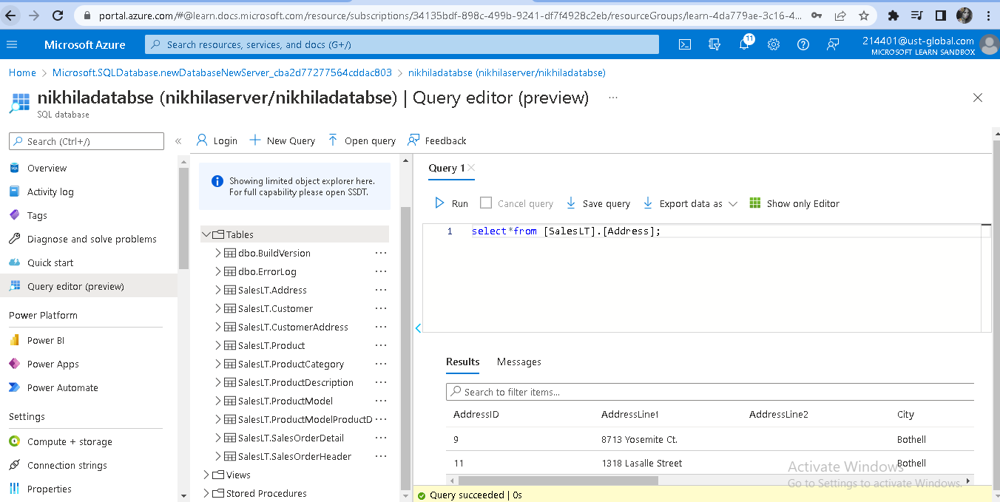 portal.azure.com/#@learn.docs.microsoft.com/resource/subscriptions/34135bdf-898c-499b-9241-df7f4928c2eb/resourceGroups/learn-4da779ae-3c16-4...
Microsoft Azure
Search resources, services, and docs (G+/)
11
214401@ust-global.com
MICROSOFT LEARN SANDBOX
Home > Microsoft.SQLDatabase.newDatabaseNewServer_cba2d77277564cddac803 > nikhiladatabse (nikhilaserver/nikhiladatabse)
nikhiladatabse (nikhilaserver/nikhiladatabse) | Query editor (preview) ...
SQL database
Search (Ctrl+/)
«
Overview
Activity log
Tags
Diagnose and solve problems
Quick start
Query editor (preview)
Power Platform
Power BI
Power Apps
Power Automate
Settings
Compute + storage
Connection strings
Properties
Login
New Query
Open query
Feedback
Showing limited object explorer here.
For full capability please open SSDT.
Tables
dbo.BuildVersion ...
dbo.ErrorLog ...
SalesLT.Address ...
SalesLT.Customer ...
SalesLT.CustomerAddress ...
SalesLT.Product ...
SalesLT.ProductCategory ...
SalesLT.ProductDescription ...
SalesLT.ProductModel ...
SalesLT.ProductModelProductD ...
SalesLT.SalesOrderDetail ...
SalesLT.SalesOrderHeader ...
Views
Stored Procedures
Query 1
Run
Cancel query
Save query
Export data as
Show only Editor
1 select*from [SalesLT].[Address];
Results Messages
Search to filter items...
AddressID AddressLine1 AddressLine2 City
9 8713 Yosemite Ct. Bothell
11 1318 Lasalle Street Bothell
Activate Windows
Go to Settings to activate Windows.
Query succeeded | 0s